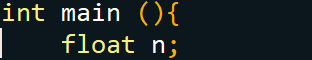 int main (){
    float n;